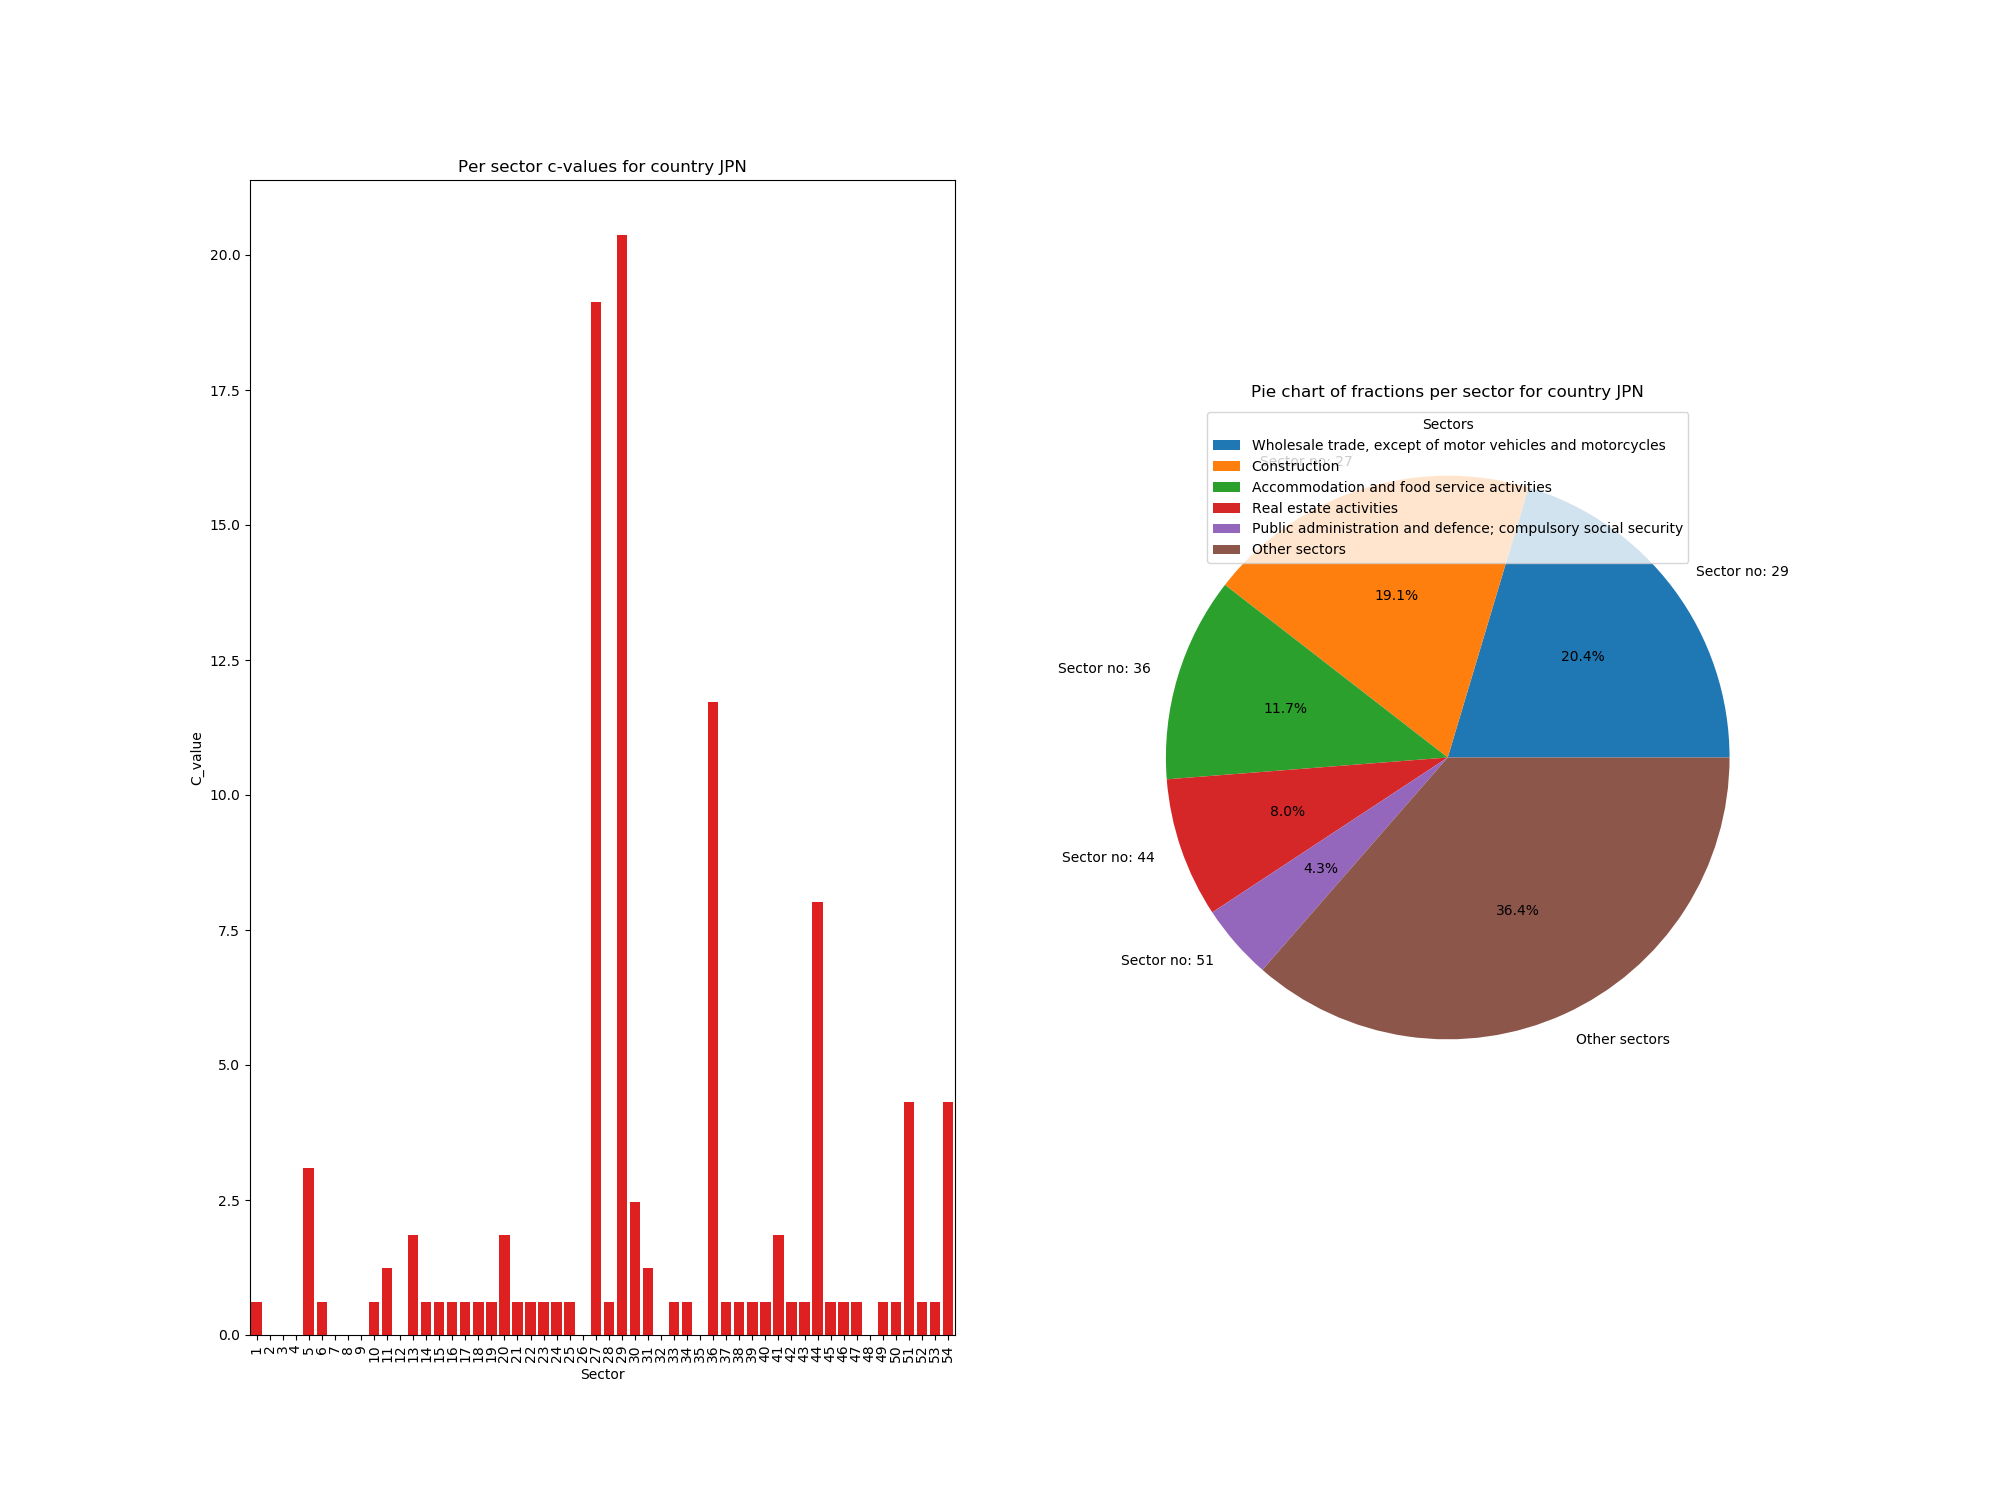 Per sector c-values for country JPN
20.0
17.5
15.0
12.5
10.0
7.5
5.0
2.5
0.0
C_value
1 2 3 4 5 6 7 8 9 10 11 12 13 14 15 16 17 18 19 20 21 22 23 24 25 26 27 28 29 30 31 32 33 34 35 36 37 38 39 40 41 42 43 44 45 46 47 48 49 50 51 52 53 54
Sector
Pie chart of fractions per sector for country JPN
Sectors
Wholesale trade, except of motor vehicles and motorcycles
Sector no: 27
Construction
Accommodation and food service activities
Real estate activities
Public administration and defence; compulsory social security
Other sectors
Sector no: 29
19.1%
20.4%
Sector no: 36
11.7%
8.0%
Sector no: 44
4.3%
36.4%
Sector no: 51
Other sectors